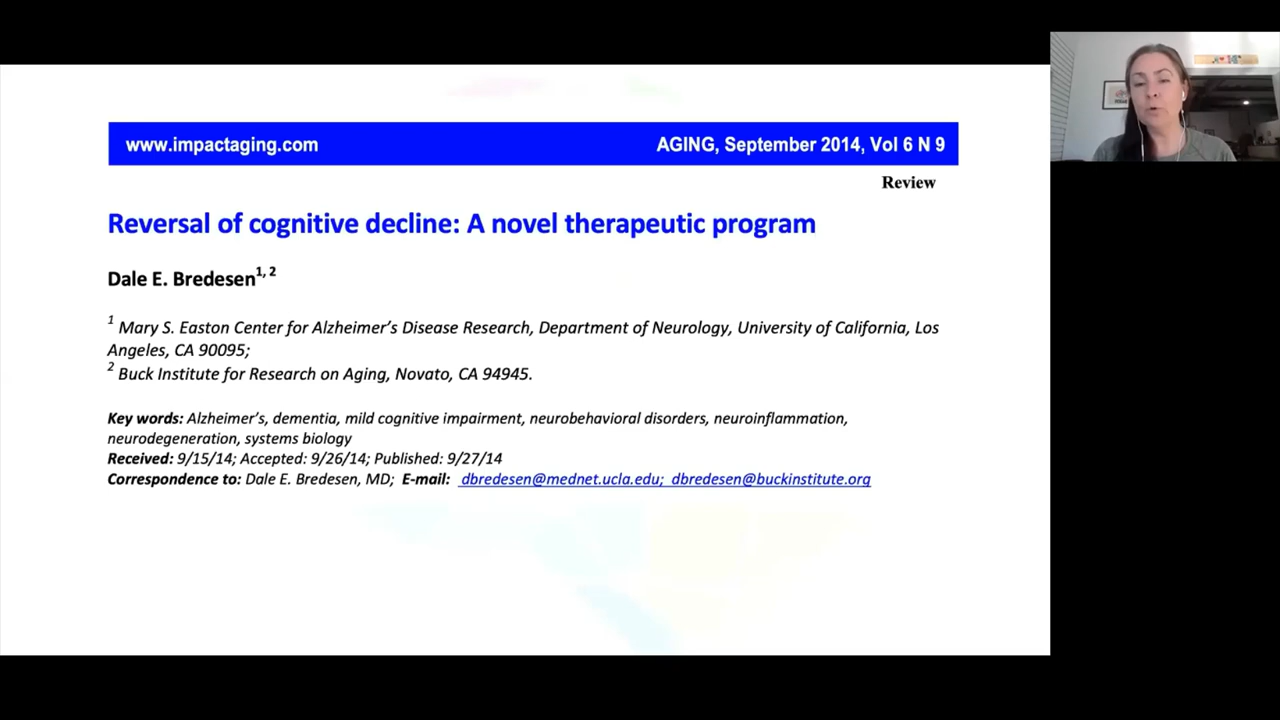 www.impactaging.com AGING, September 2014, Vol 6 N 9
Review
Reversal of cognitive decline: A novel therapeutic program
Dale E. Bredesen1, 2
1 Mary S. Easton Center for Alzheimer's Disease Research, Department of Neurology, University of California, Los
Angeles, CA 90095;
2 Buck Institute for Research on Aging, Novato, CA 94945.
Key words: Alzheimer's, dementia, mild cognitive impairment, neurobehavioral disorders, neuroinflammation,
neurodegeneration, systems biology
Received: 9/15/14; Accepted: 9/26/14; Published: 9/27/14
Correspondence to: Dale E. Bredesen, MD; E-mail: dbredesen@mednet.ucla.edu; dbredesen@buckinstitute.org